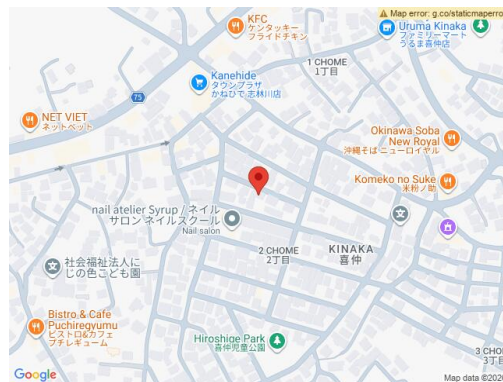 Map error: g.co/staticmaperro
KFC
ケンタッキー
フライドチキン
Uruma Kinaka
ファミリーマート
うるま喜仲店
1 CHOME
1丁目
Kanehide
タウンプラザ
かねひで 志林川店
75
NET VIET
ネットベット
Okinawa Soba
New Royal
沖縄そば ニューロイヤル
Komeko no Suke
米粉ノ助
nail atelier Syrup / ネイル
サロン ネイルスクール
Nail salon
2 CHOME
2丁目
KINAKA
喜仲
社会福祉法人に
じの色こども園
Bistro & Cafe
Puchiregyumu
ビストロ&カフェ
プチレギューム
Hiroshige Park
喜仲児童公園
3 CHOM
3丁目
Google
Map data ©202